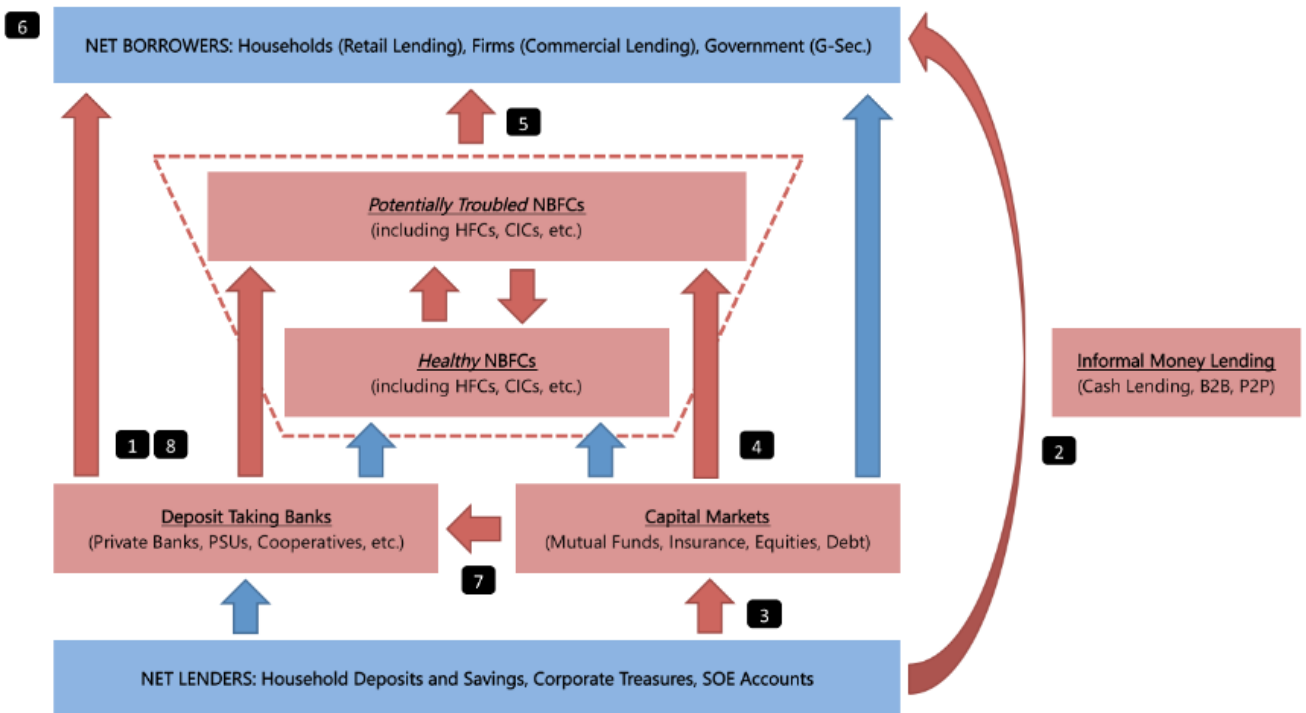 6
NET BORROWERS: Households (Retail Lending), Firms (Commercial Lending), Government (G-Sec.)
5
Potentially Troubled NBFCs
(including HFCs, CICs, etc.)
Healthy NBFCs
(including HFCs, CICs, etc.)
Informal Money Lending
(Cash Lending, B2B, P2P)
1 8
4
2
Deposit Taking Banks
(Private Banks, PSUs, Cooperatives, etc.)
Capital Markets
(Mutual Funds, Insurance, Equities, Debt)
7
3
NET LENDERS: Household Deposits and Savings, Corporate Treasures, SOE Accounts